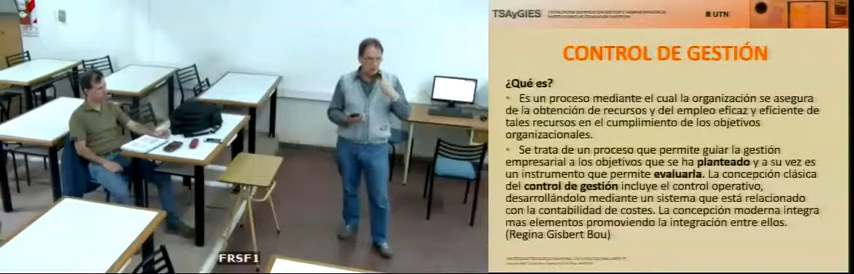 TSAyGIES
UTN
CONTROL DE GESTIÓN
¿Qué es?
• Es un proceso mediante el cual la organización se asegura
de la obtención de recursos y del empleo eficaz y eficiente de
tales recursos en el cumplimiento de los objetivos
organizacionales.
• Se trata de un proceso que permite guiar la gestión
empresarial a los objetivos que se ha planteado y a su vez es
un instrumento que permite evaluarla. La concepción clásica
del control de gestión incluye el control operativo,
desarrollándolo mediante un sistema que está relacionado
con la contabilidad de costes. La concepción moderna integra
mas elementos promoviendo la integración entre ellos.
(Regina Gisbert Bou)
FRSF1